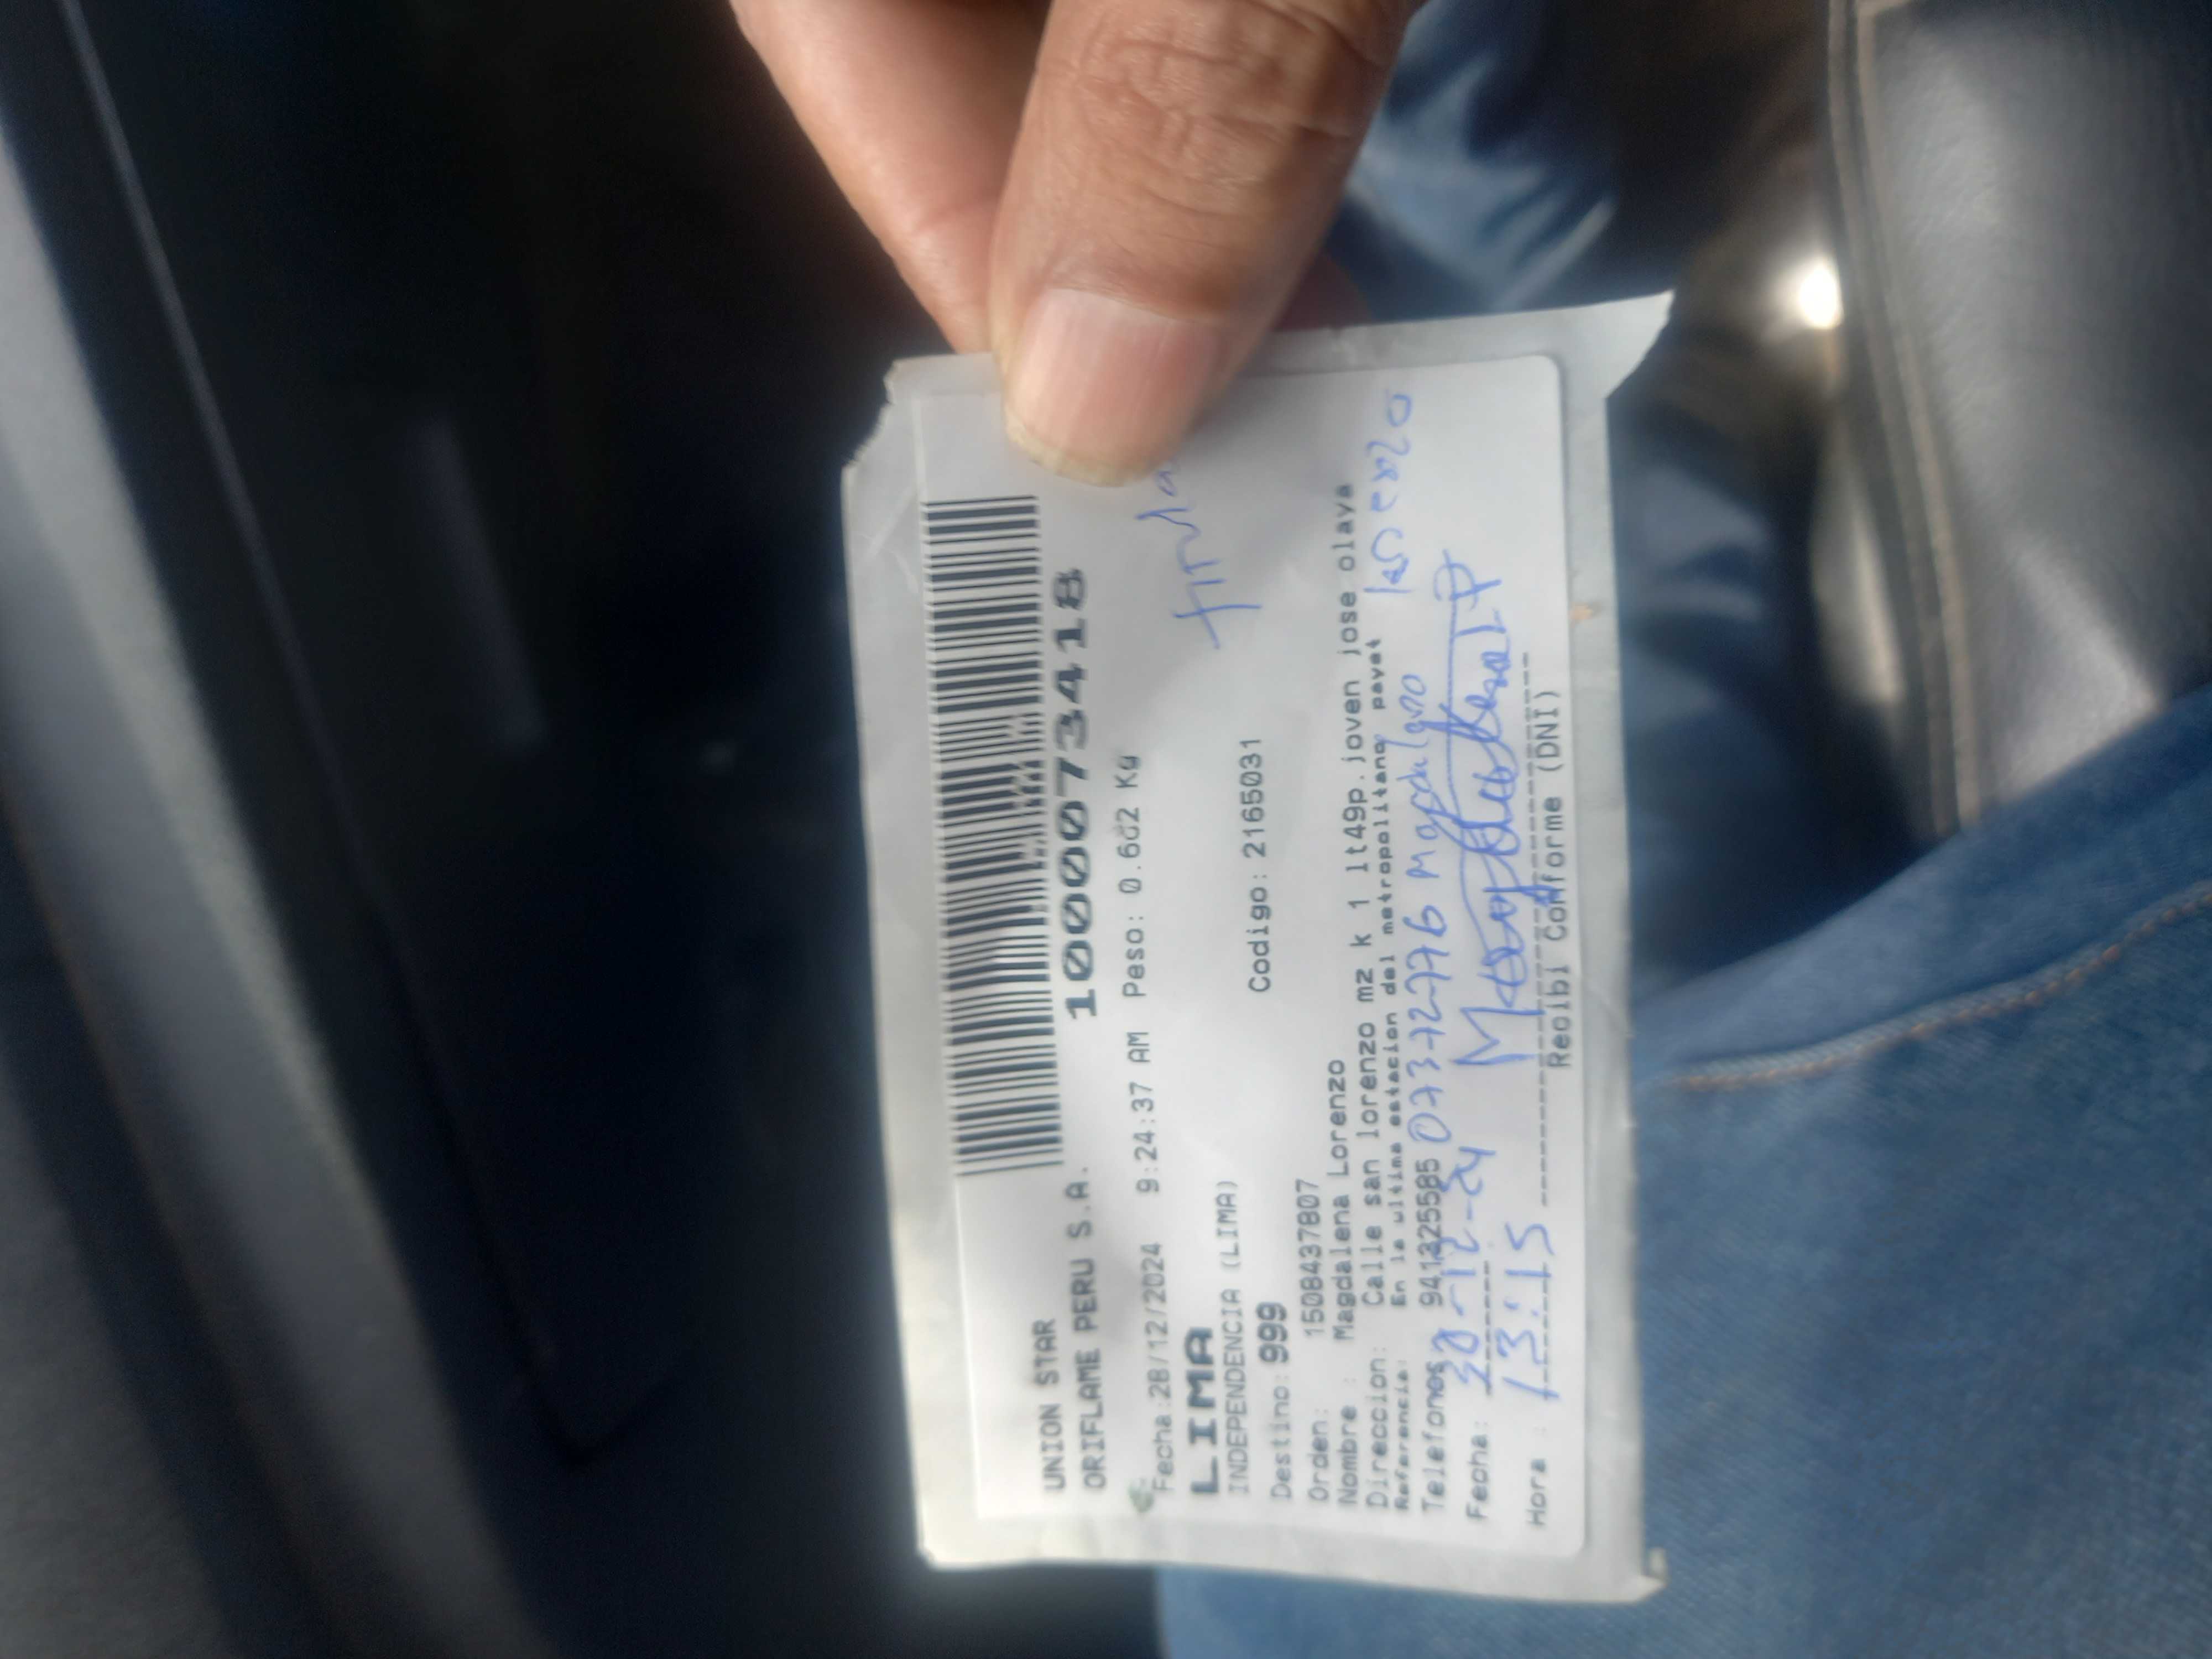 UNION STAR
ORIFLAME PERU S.A.
10000734418
Fecha:28/12/2024 9:24:37 AM Peso: 0.602 Kg
LIMA
INDEPENDENCIA (LIMA)
Destino: 999 Codigo: 2165031
Orden: 1508437807
Nombre : Magdalena Lorenzo
Direccion: Calle san lorenzo mz k 1 lt49p.joven jose olaya
Referencia: En la ultima estacion del metropolitano payet
Telefonos 941325585
Fecha: 30-12-24
Hora : 13:15
Recibi Conforme (DNI)